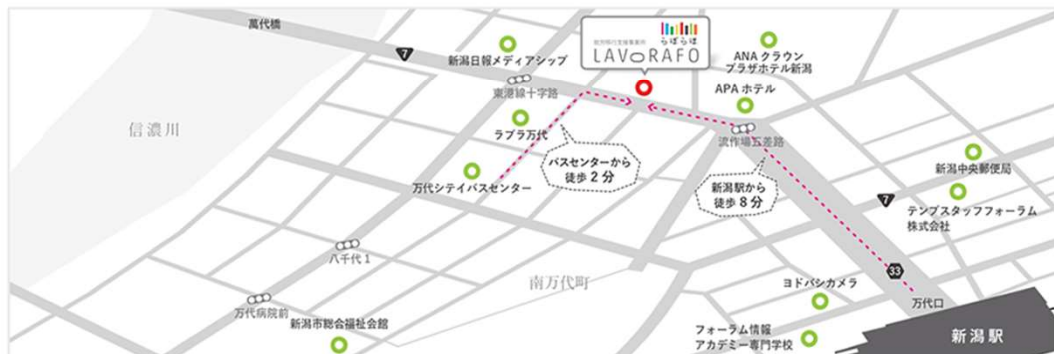 萬代橋
7
新潟日報メディアシップ
東港線十字路
らぽらぽ
就労移行支援事業所
LAVORAFO
ANA クラウン
プラザホテル新潟
APA ホテル
信濃川
ラブラ万代
流作場五差路
バスセンターから
徒歩 2 分
万代シテイバスセンター
新潟駅から
徒歩 8 分
新潟中央郵便局
7
テンプスタッフフォーラム
株式会社
八千代 1
南万代町
33
ヨドバシカメラ
万代口
万代病院前
新潟市総合福祉会館
フォーラム情報
アカデミー専門学校
新潟駅